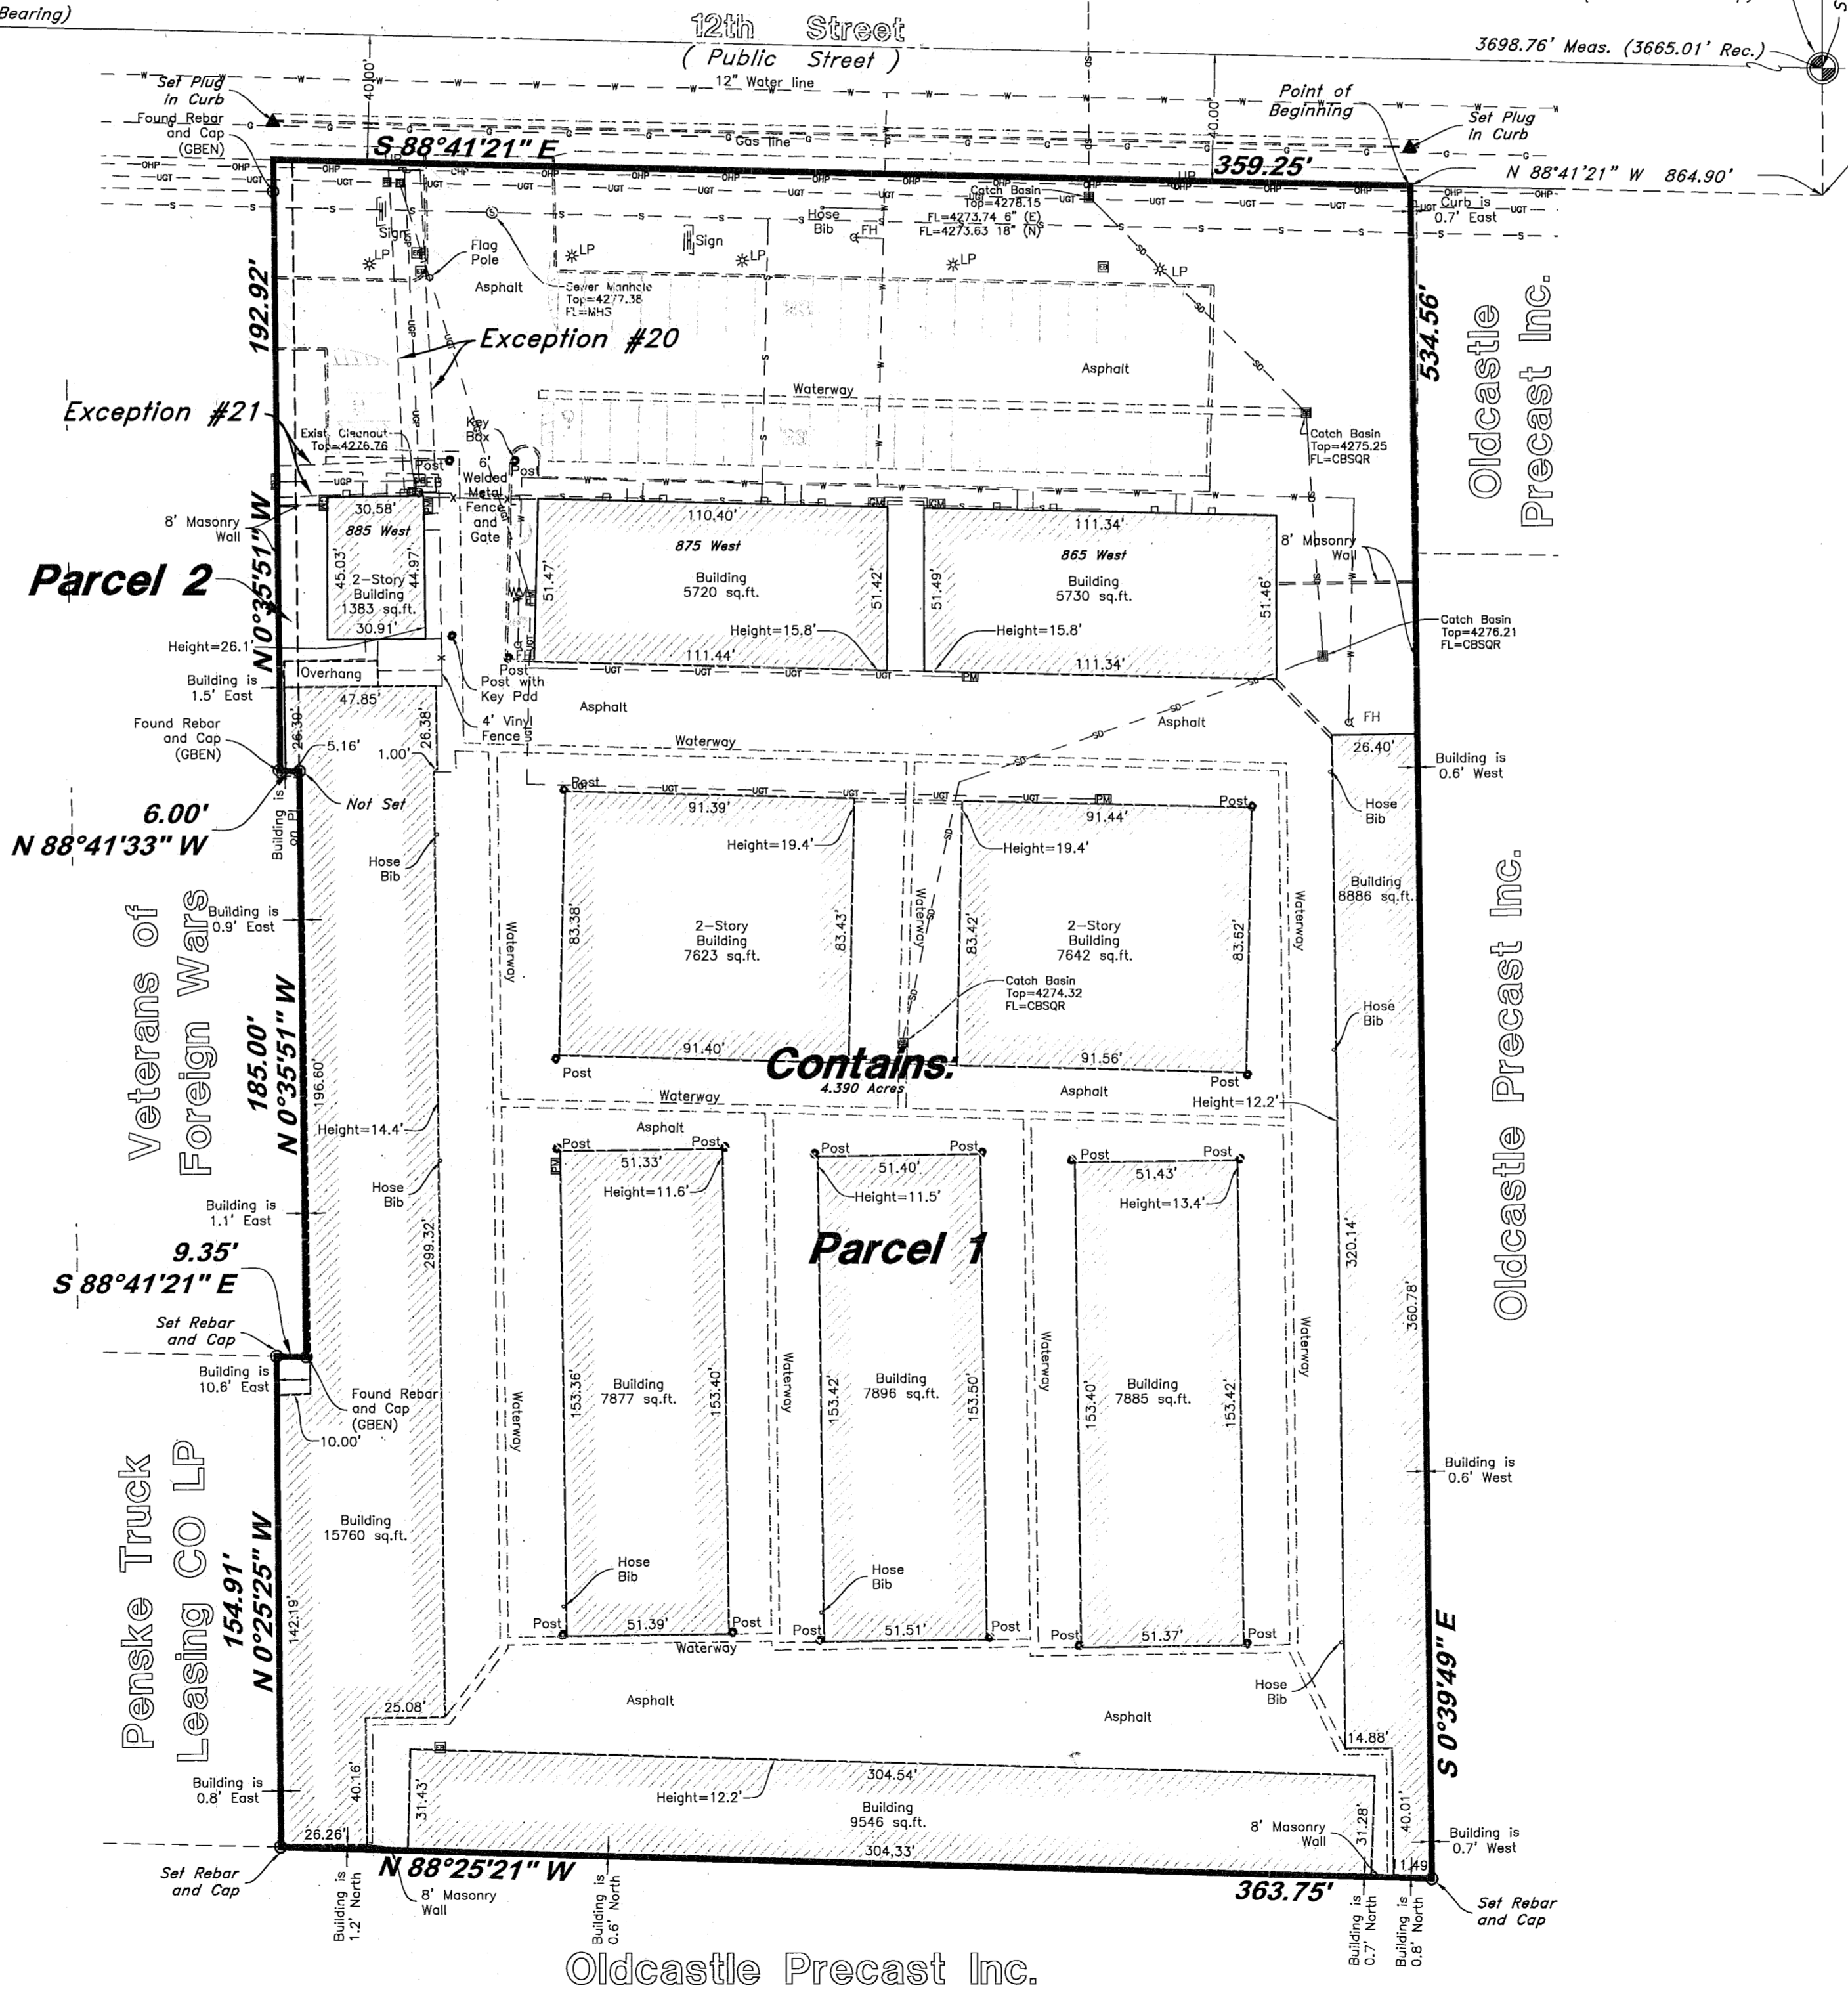 Bearing)
12th Street
( Public Street )
12" Water line
3698.76' Meas. (3665.01' Rec.)
40.00'
40.00'
Set Plug
in Curb
Found Rebar
and Cap
(GBEN)
Gas line
Point of
Beginning
Set Plug
in Curb
S 88°41'21" E
359.25'
N 88°41'21" W 864.90'
Curb is
0.7' East
Catch Basin
Top=4278.15
FL=4273.74 6" (E)
FL=4273.63 18" (N)
Hose
Bib
FH
Sign
LP
Flag
Pole
Sign
LP
LP
LP
LP
Asphalt
Sewer Manhole
Top=4277.38
FL=MHS
192.92'
N 0°35'51" W
534.56'
Oldcastle
Precast Inc.
Exception #20
Exception #21
Asphalt
Waterway
Exist. Cleanout
Top=4276.76
Key
Box
Post
Post
6'
Welded
Metal
Fence
and
Gate
Catch Basin
Top=4275.25
FL=CBSQR
8' Masonry
Wall
Parcel 2
30.58'
885 West
45.03'
44.97'
2-Story
Building
1383 sq.ft.
30.91'
Height=26.1'
110.40'
875 West
51.47'
Building
5720 sq.ft.
51.42'
Height=15.8'
111.44'
111.34'
865 West
51.49'
Building
5730 sq.ft.
51.46'
Height=15.8'
111.34'
8' Masonry
Wall
Catch Basin
Top=4276.21
FL=CBSQR
FH
Post
Post with
Key Pad
Overhang
Building is
1.5' East
47.85'
26.39'
26.38'
4' Vinyl
Fence
Asphalt
Waterway
Asphalt
FH
Found Rebar
and Cap
(GBEN)
5.16'
1.00'
Not Set
26.40'
Building is
0.6' West
Hose
Bib
6.00'
N 88°41'33" W
Building is
on PL
Hose
Bib
Post
91.39'
Height=19.4'
83.38'
2-Story
Building
7623 sq.ft.
83.43'
91.40'
Post
Waterway
Waterway
Post
91.44'
Height=19.4'
83.42'
2-Story
Building
7642 sq.ft.
83.62'
91.56'
Post
Waterway
Building
8886 sq.ft.
Catch Basin
Top=4274.32
FL=CBSQR
Hose
Bib
Veterans of
Foreign Wars
Building is
0.9' East
185.00'
N 0°35'51" W
196.60'
Oldcastle Precast Inc.
Contains:
4.390 Acres
Waterway
Asphalt
Height=12.2'
Height=14.4'
Asphalt
Hose
Bib
Building is
1.1' East
299.32'
Post
Post
51.33'
Height=11.6'
Post
Post
51.40'
Height=11.5'
Post
Post
51.43'
Height=13.4'
Parcel 1
320.14'
360.78'
9.35'
S 88°41'21" E
Set Rebar
and Cap
Building is
10.6' East
Found Rebar
and Cap
(GBEN)
10.00'
Waterway
153.36'
Building
7877 sq.ft.
153.40'
Waterway
153.42'
Building
7896 sq.ft.
153.50'
Waterway
153.40'
Building
7885 sq.ft.
153.42'
Waterway
Building is
0.6' West
Penske Truck
Leasing CO LP
154.91'
N 0°25'25" W
142.19'
Building
15760 sq.ft.
Hose
Bib
Hose
Bib
Post
51.39'
Post
Post
51.51'
Post
Post
51.37'
Post
Waterway
Hose
Bib
S 0°39'49" E
Asphalt
Asphalt
25.08'
14.88'
Building is
0.8' East
40.16'
31.43'
304.54'
Height=12.2'
Building
9546 sq.ft.
304.33'
8' Masonry
Wall
31.28'
40.01'
11.49'
Building is
0.7' West
26.26'
Set Rebar
and Cap
N 88°25'21" W
363.75'
8' Masonry
Wall
Building is
1.2' North
Building is
0.6' North
Building is
0.7' North
Building is
0.8' North
Set Rebar
and Cap
Oldcastle Precast Inc.